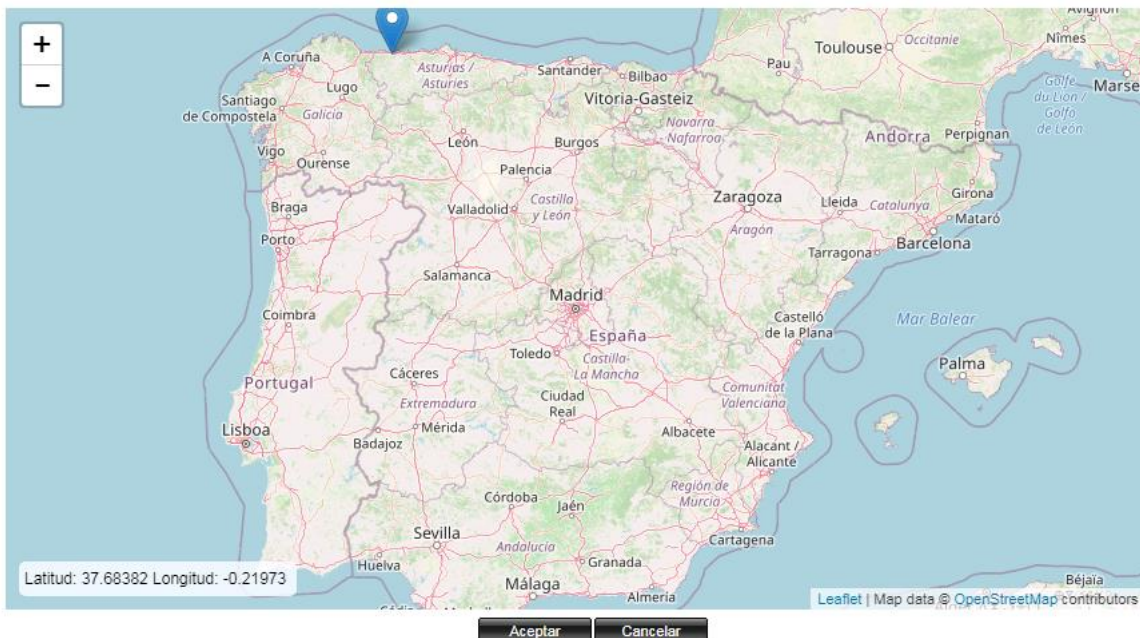 +
−
A Coruña
Lugo
Santiago
de Compostela
Galicia
Vigo
Ourense
Asturias /
Asturies
Santander
Bilbao
Vitoria-Gasteiz
Navarra
- Nafarroa
León
Burgos
Palencia
Castilla
y León
Valladolid
Salamanca
Braga
Porto
Coimbra
Portugal
Lisboa
Toulouse
Occitanie
Pau
Avignon
Nîmes
Marse
Golfe
du Lion /
Golfo
de León
Perpignan
Andorra
Girona
Zaragoza
Aragón
Lleida
Catalunya
Mataró
Barcelona
Tarragona
Madrid
España
Toledo
Castilla-
La Mancha
Castelló
de la Plana
Mar Balear
Palma
Cáceres
Extremadura
Mérida
Badajoz
Ciudad
Real
Comunitat
Valenciana
Albacete
Alacant /
Alicante
Región de
Murcia
Cartagena
Córdoba
Jaén
Sevilla
Andalucía
Huelva
Granada
Málaga
Almería
Béjaïa
Latitud: 37.68382 Longitud: -0.21973
Leaflet | Map data © OpenStreetMap contributors
Aceptar
Cancelar